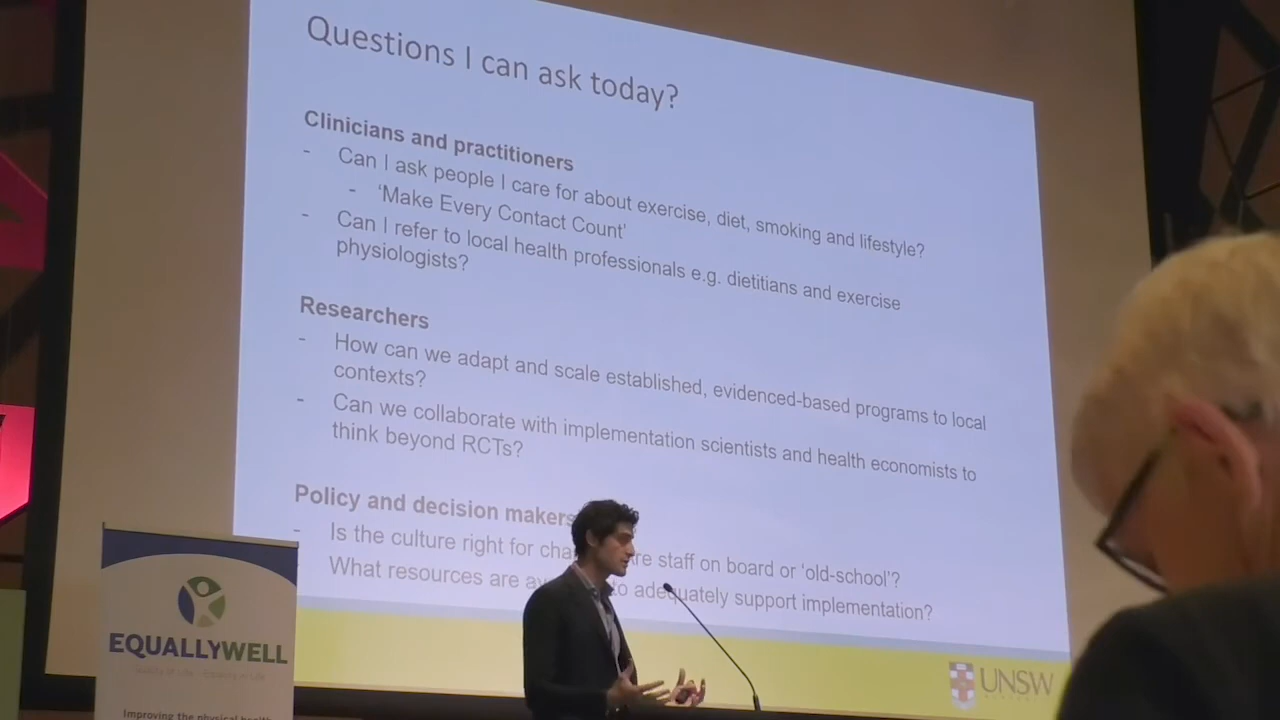 Questions I can ask today?
Clinicians and practitioners
- Can I ask people I care for about exercise, diet, smoking and lifestyle?
- ‘Make Every Contact Count’
- Can I refer to local health professionals e.g. dietitians and exercise
physiologists?
Researchers
- How can we adapt and scale established, evidenced-based programs to local
contexts?
- Can we collaborate with implementation scientists and health economists to
think beyond RCTs?
Policy and decision makers
- Is the culture right for staff on board or ‘old-school’?
What resources are to adequately support implementation?
UNSW
EQUALLYWELL
Improving the physical health